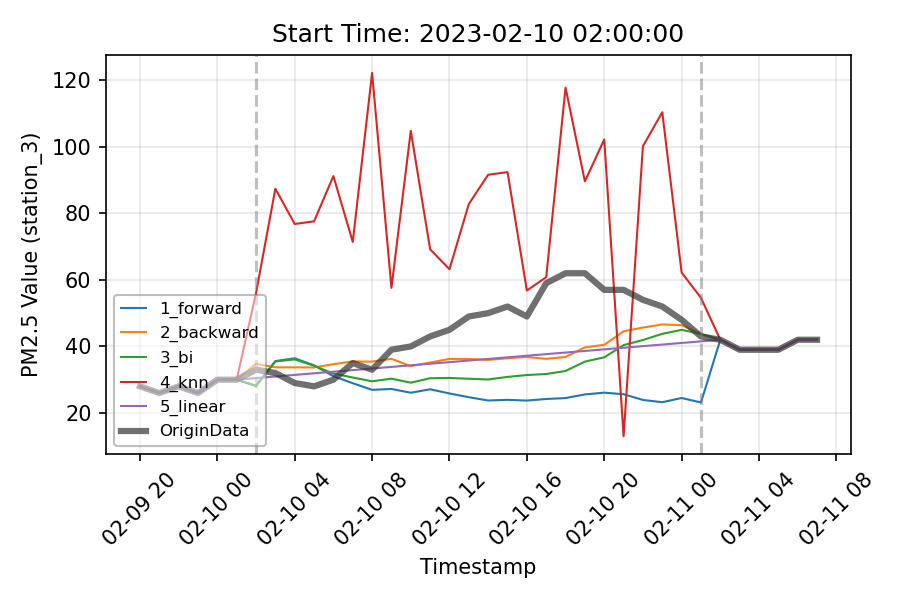 Start Time: 2023-02-10 02:00:00
PM2.5 Value (station_3)
120
100
80
60
40
20
1_forward
2_backward
3_bi
4_knn
5_linear
OriginData
02-09 20
02-10 00
02-10 04
02-10 08
02-10 12
02-10 16
02-10 20
02-11 00
02-11 04
02-11 08
Timestamp